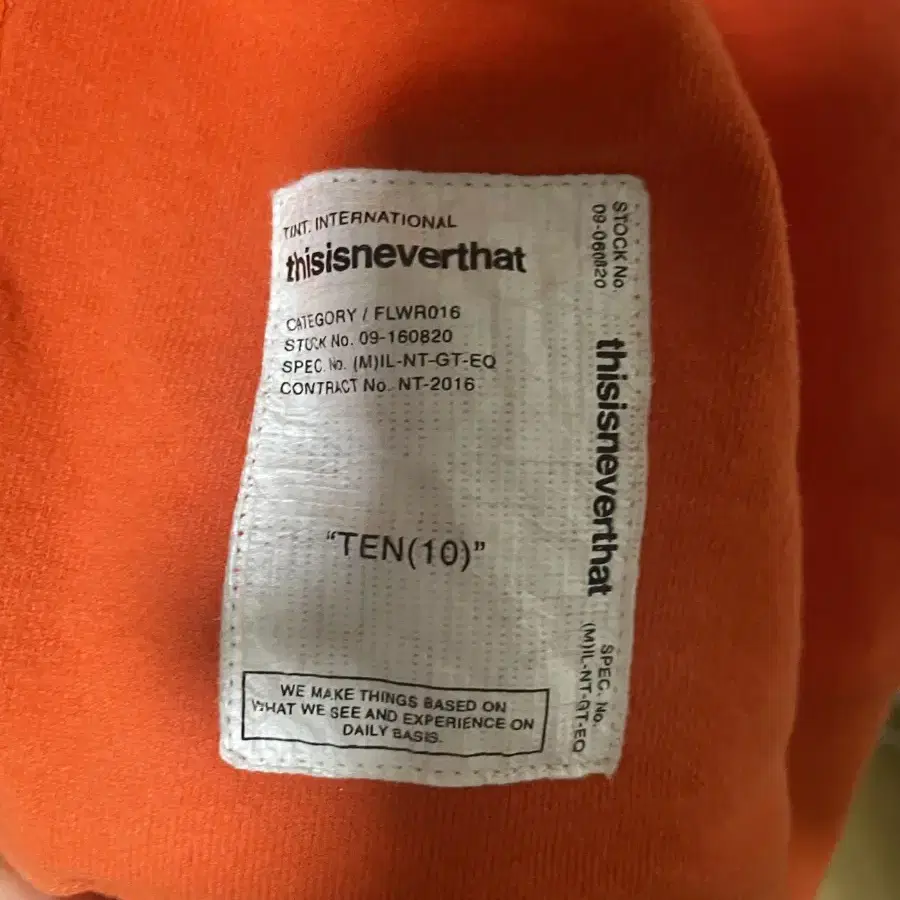 TINT. INTERNATIONAL
thisisneverthat
CATEGORY / FLWR016
STOCK No. 09-160820
SPEC. No. (M)IL-NT-GT-EQ
CONTRACT No. NT-2016
"TEN(10)"
WE MAKE THINGS BASED ON
WHAT WE SEE AND EXPERIENCE ON
DAILY BASIS.
STOCK No.
09-060820
thisisneverthat
SPEC. No.
(M)IL-NT-GT-EQ